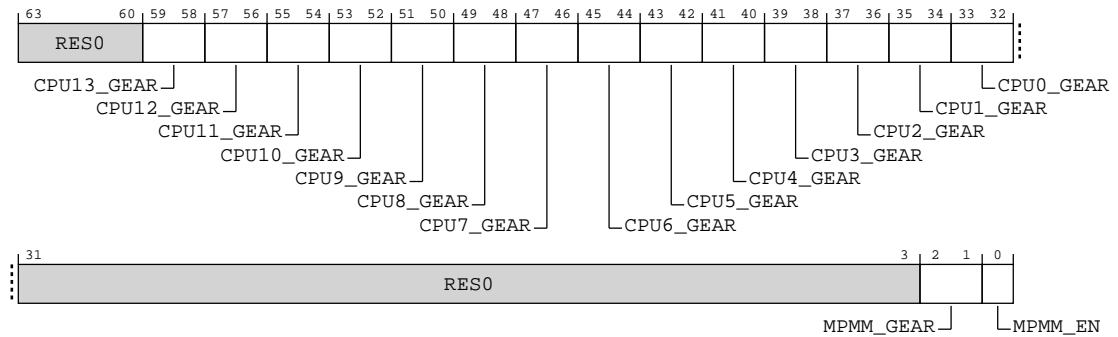 63 60 59 58 57 56 55 54 53 52 51 50 49 48 47 46 45 44 43 42 41 40 39 38 37 36 35 34 33 32
RES0
CPU13_GEAR CPU0_GEAR
CPU12_GEAR CPU1_GEAR
CPU11_GEAR CPU2_GEAR
CPU10_GEAR CPU3_GEAR
CPU9_GEAR CPU4_GEAR
CPU8_GEAR CPU5_GEAR
CPU7_GEAR CPU6_GEAR
31 3 2 1 0
RES0
MPMM_GEAR MPMM_EN